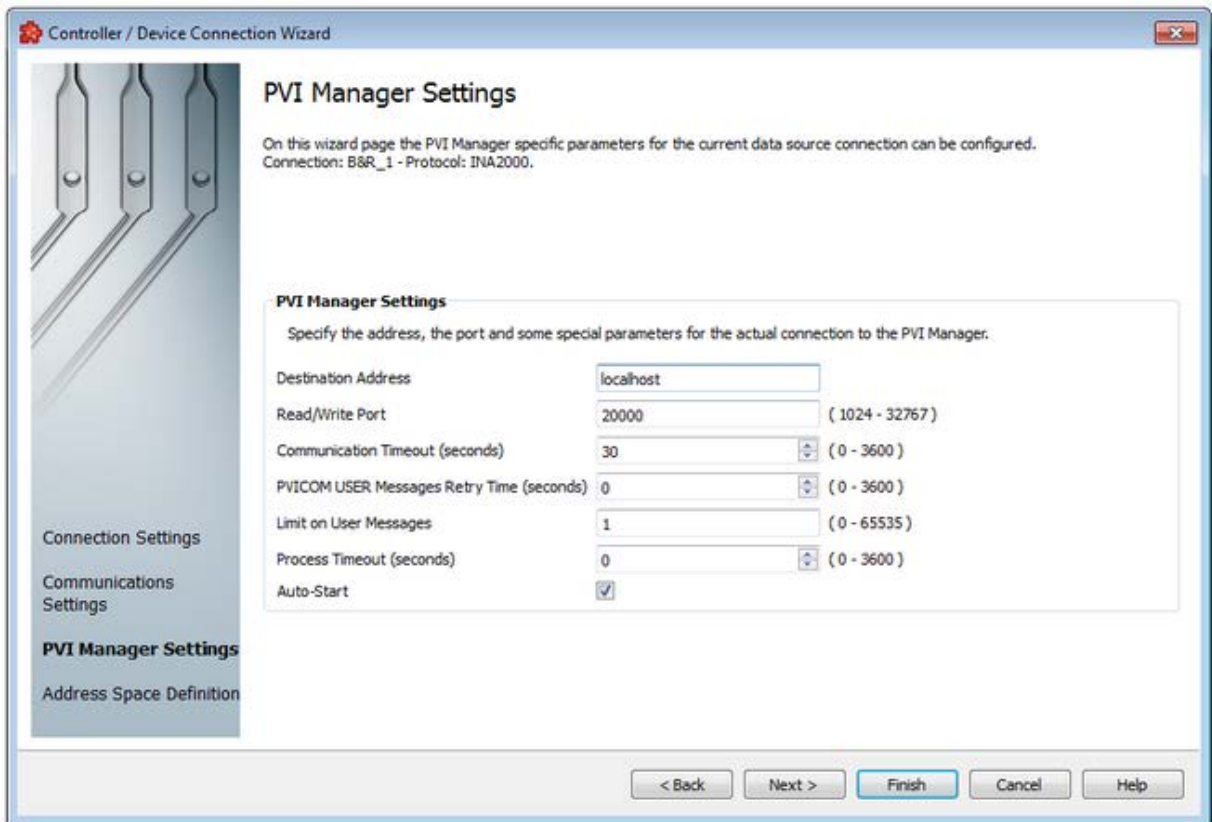 Controller / Device Connection Wizard
PVI Manager Settings
On this wizard page the PVI Manager specific parameters for the current data source connection can be configured.
Connection: B&R_1 - Protocol: INA2000.
PVI Manager Settings
Specify the address, the port and some special parameters for the actual connection to the PVI Manager.
Destination Address localhost
Read/Write Port 20000 ( 1024 - 32767 )
Communication Timeout (seconds) 30 ( 0 - 3600 )
PVICOM USER Messages Retry Time (seconds) 0 ( 0 - 3600 )
Limit on User Messages 1 ( 0 - 65535 )
Process Timeout (seconds) 0 ( 0 - 3600 )
Auto-Start
Connection Settings
Communications
Settings
PVI Manager Settings
Address Space Definition
< Back Next > Finish Cancel Help